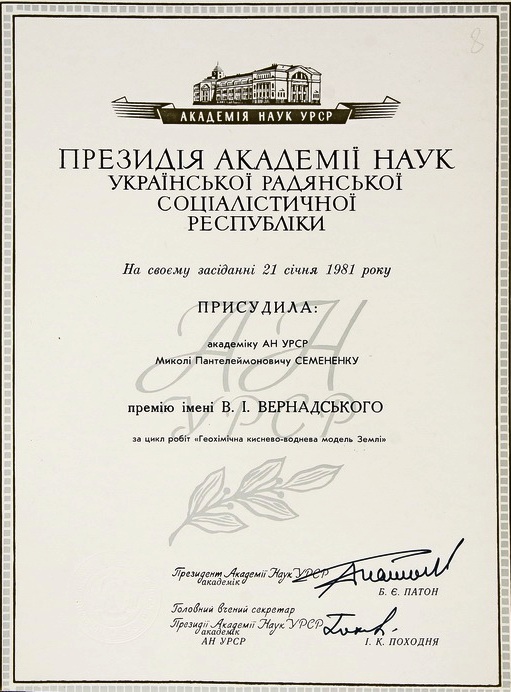 8
АКАДЕМІЯ НАУК УРСР
ПРЕЗИДІЯ АКАДЕМІЇ НАУК
УКРАЇНСЬКОЇ РАДЯНСЬКОЇ
СОЦІАЛІСТИЧНОЇ
РЕСПУБЛІКИ
На своєму засіданні 21 січня 1981 року
ПРИСУДИЛА:
АН
УРСР
академіку АН УРСР
Миколі Пантелеймоновичу СЕМЕНЕНКУ
премію імені В. І. ВЕРНАДСЬКОГО
за цикл робіт «Геохімічна киснево-воднева модель Землі»
Президент Академії Наук УРСР
академік
Б. Є. ПАТОН
Головний вчений секретар
Президії Академії Наук УРСР
академік
АН УРСР
І. К. ПОХОДНЯ